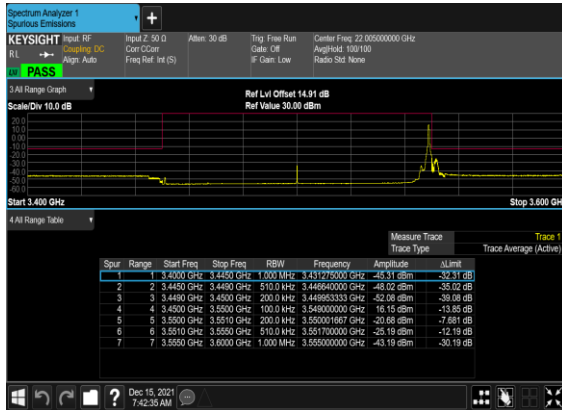 Spectrum Analyzer 1
Spurious Emissions
KEYSIGHT Input: RF Input Z: 50 Ω Atten: 30 dB Trig: Free Run Center Freq: 22.005000000 GHz
RL Coupling: DC Corr CCorr Gate: Off Avg|Hold: 100/100
Align: Auto Freq Ref: Int (S) IF Gain: Low Radio Std: None
PASS
3 All Range Graph
Scale/Div 10.0 dB Ref Lvl Offset 14.91 dB
Ref Value 30.00 dBm
20.0
10.0
0.00
-10.0
-20.0
-30.0
-40.0
-50.0
-60.0
Start 3.400 GHz Stop 3.600 GH
4 All Range Table
Measure Trace Trace 1
Trace Type Trace Average (Active)
Spur Range Start Freq Stop Freq RBW Frequency Amplitude ΔLimit
1 1 3.4000 GHz 3.4450 GHz 1.000 MHz 3.431275000 GHz -45.31 dBm -32.31 dB
2 2 3.4450 GHz 3.4490 GHz 510.0 kHz 3.446640000 GHz -48.02 dBm -35.02 dB
3 3 3.4490 GHz 3.4500 GHz 200.0 kHz 3.449953333 GHz -52.08 dBm -39.08 dB
4 4 3.4500 GHz 3.5500 GHz 100.0 kHz 3.549000000 GHz 16.15 dBm -13.85 dB
5 5 3.5500 GHz 3.5510 GHz 200.0 kHz 3.550001667 GHz -20.68 dBm -7.681 dB
6 6 3.5510 GHz 3.5550 GHz 510.0 kHz 3.551700000 GHz -25.19 dBm -12.19 dB
7 7 3.5550 GHz 3.6000 GHz 1.000 MHz 3.555000000 GHz -43.19 dBm -30.19 dB
Dec 15, 2021
7:42:35 AM